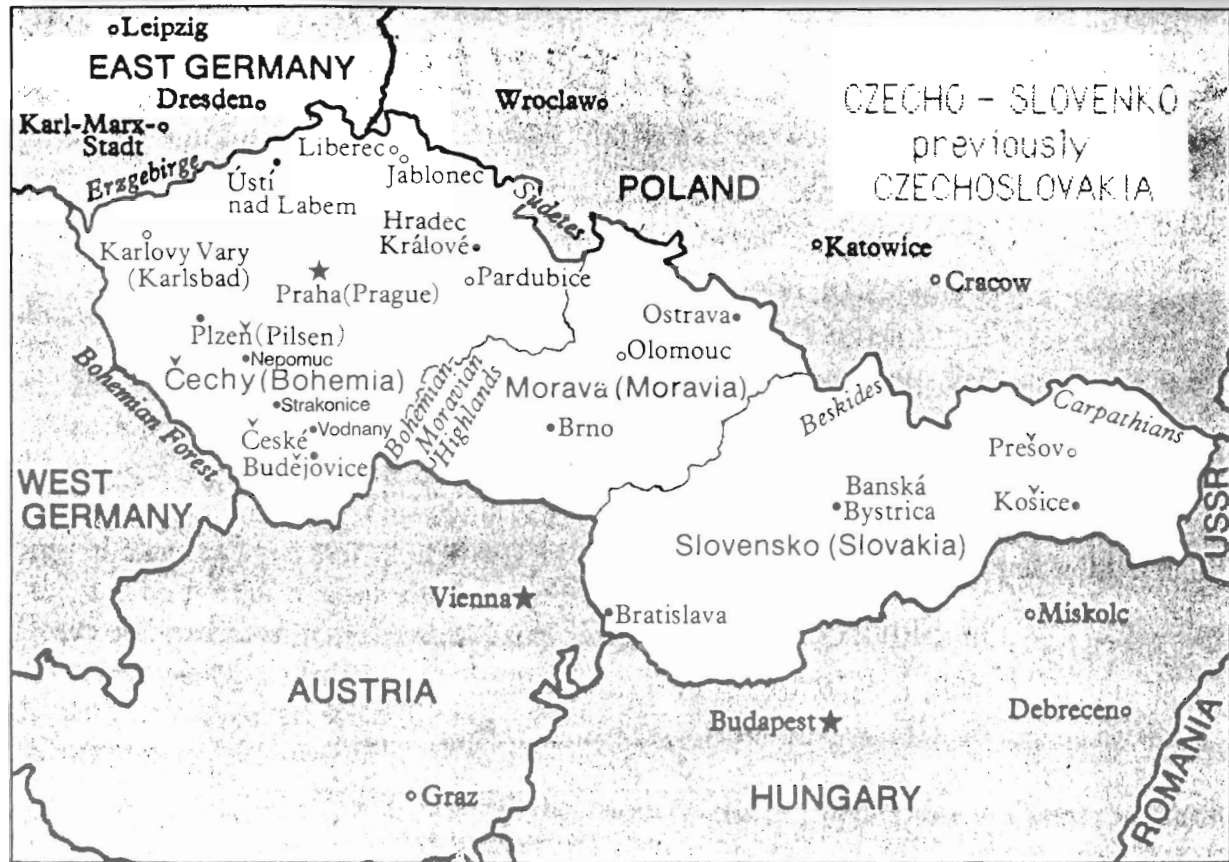 Leipzig
EAST GERMANY
Dresden
Karl-Marx-
Stadt
Erzgebirge
Wroclaw
CZECHO - SLOVENKO
previously
CZECHOSLOVAKIA
Liberec
Jablonec
Ústí
nad Labem
Sudetes
POLAND
Hradec
Králové
Karlovy Vary
(Karlsbad)
Praha (Prague)
Pardubice
Katowice
Cracow
Plzeň (Pilsen)
Nepomuc
Čechy (Bohemia)
Strakonice
Vodnany
České
Budějovice
Bohemian Forest
Bohemian
Moravian
Highlands
Ostrava
Olomouc
Morava (Moravia)
Brno
Beskides
Carpathians
Prešov
Košice
Banská
Bystrica
Slovensko (Slovakia)
Bratislava
WEST
GERMANY
USSR
Vienna
AUSTRIA
Graz
Miskolc
Budapest
Debrecen
HUNGARY
ROMANIA